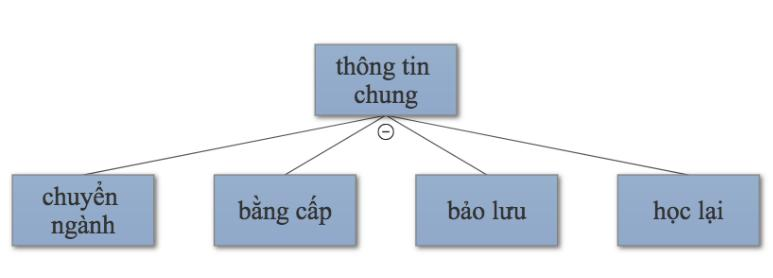 thông tin
chung
chuyển
ngành
bằng cấp
bảo lưu
học lại